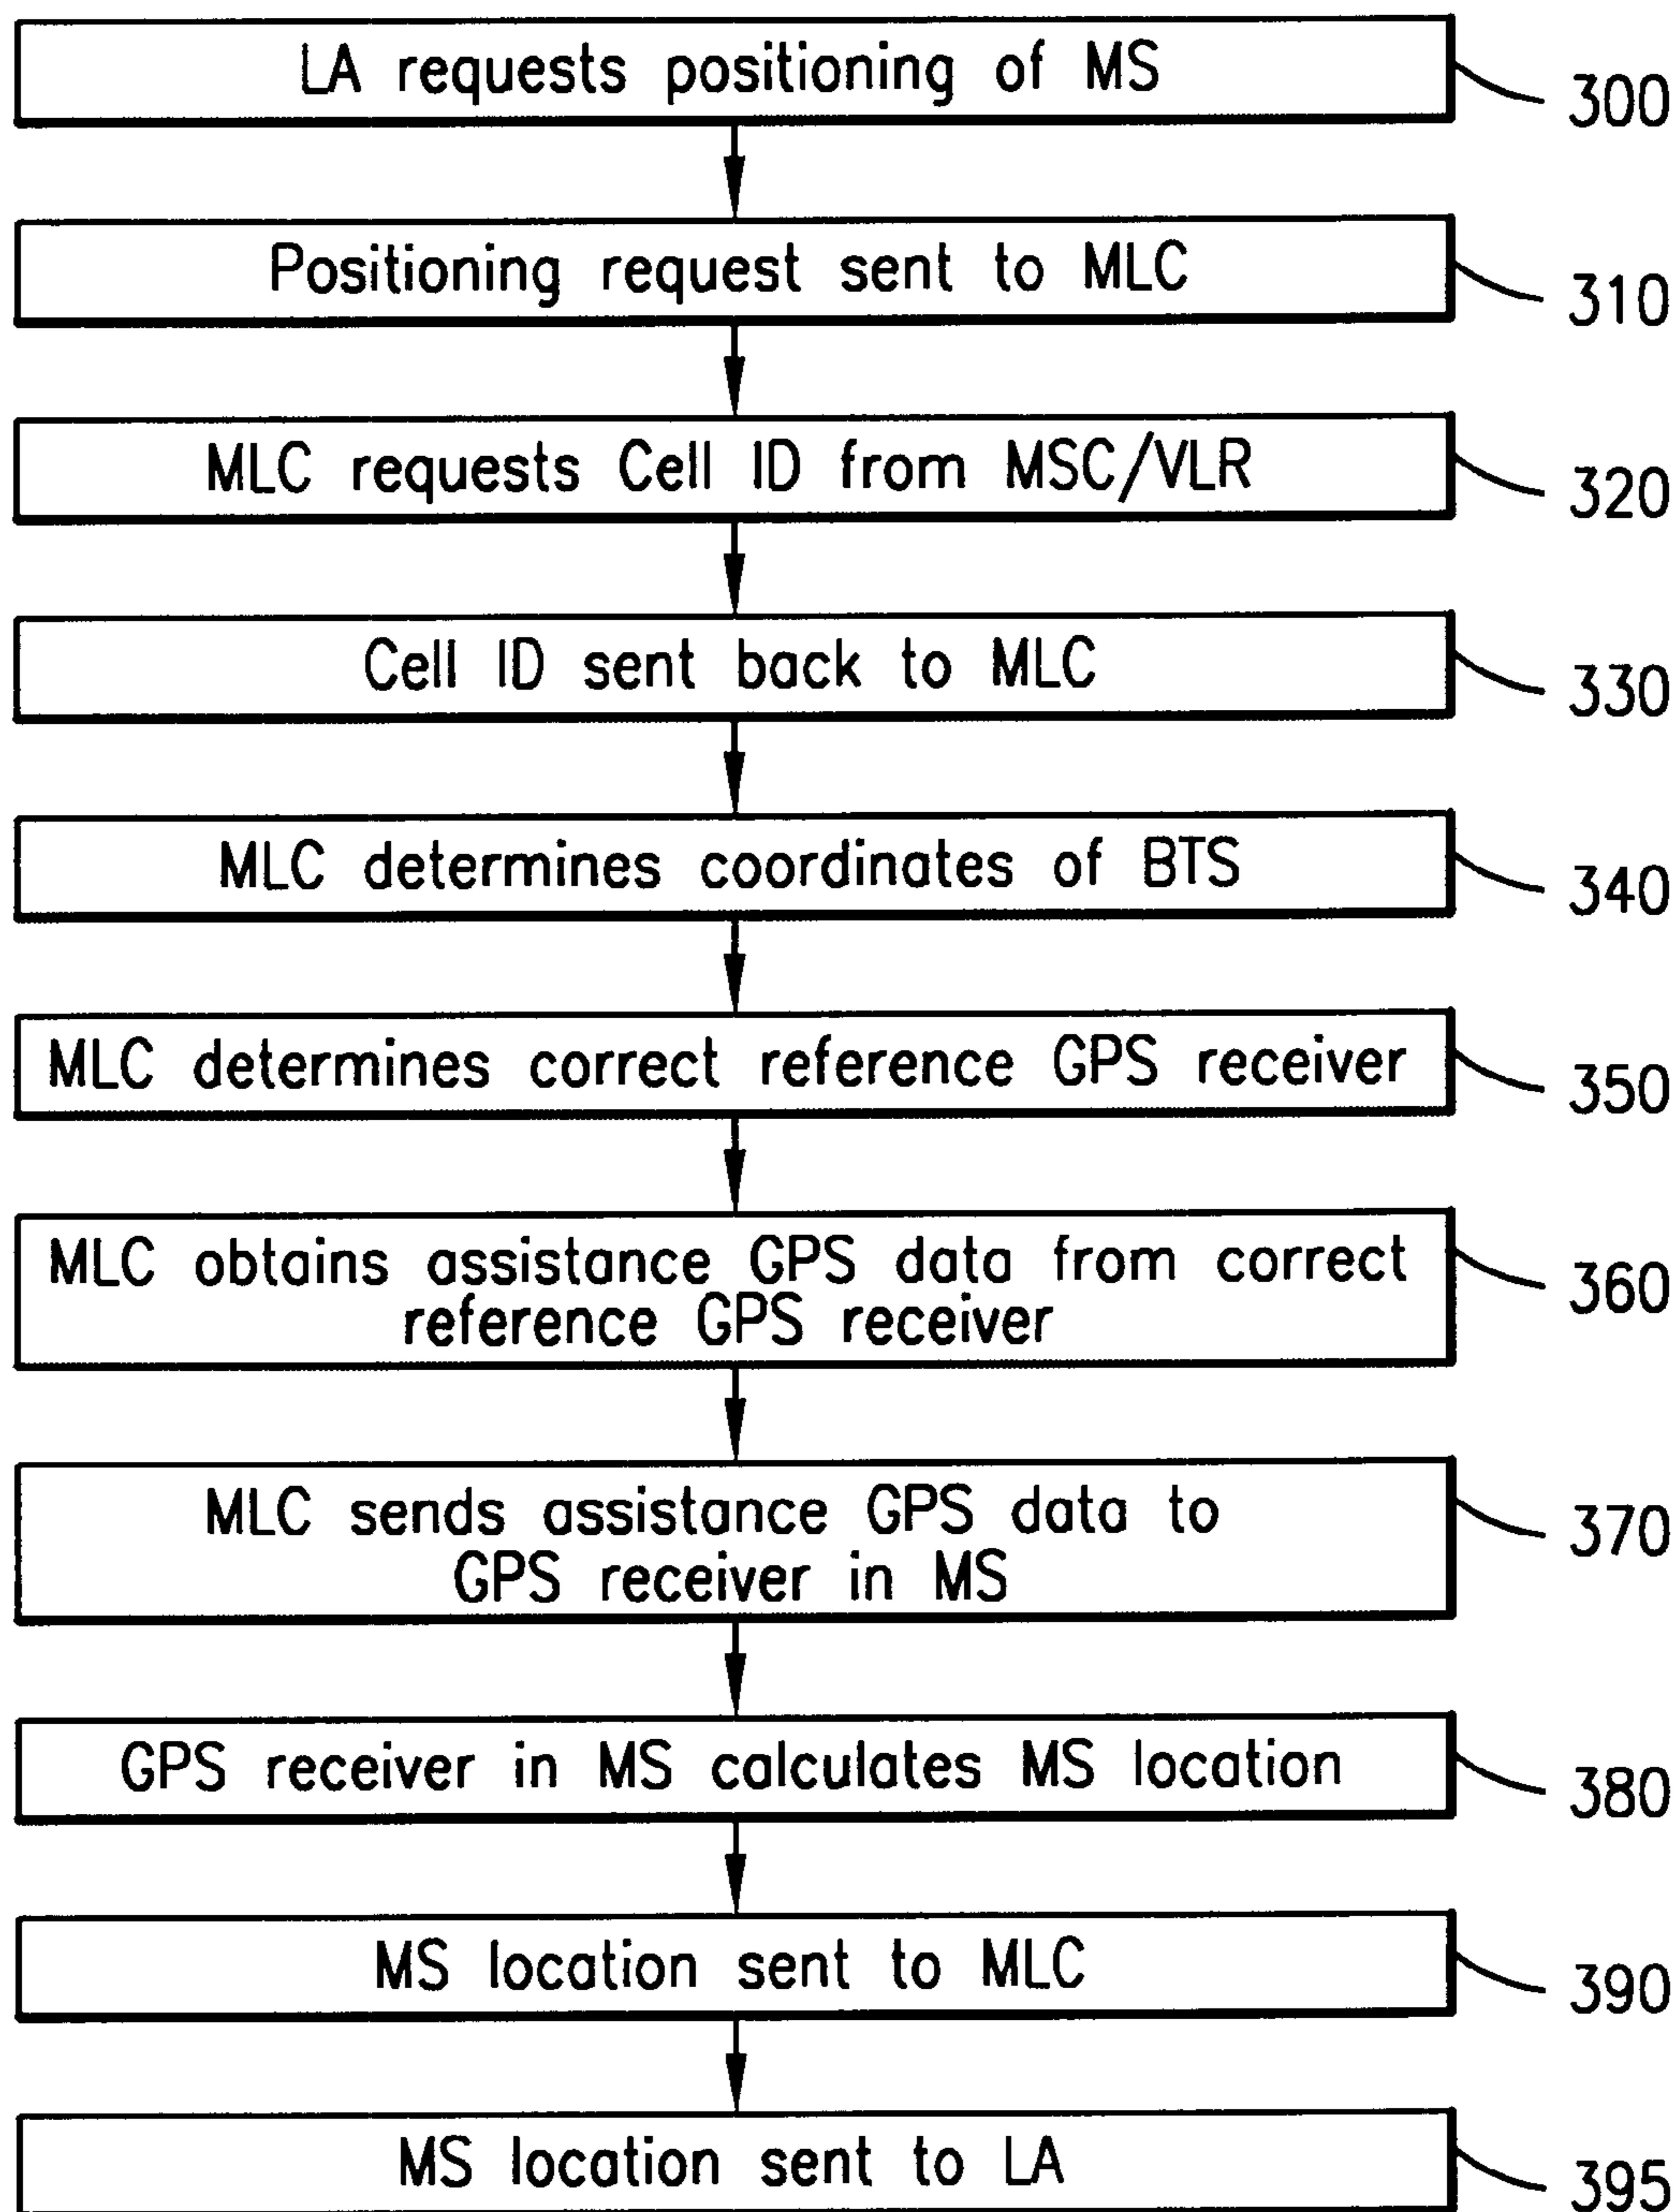 LA requests positioning of MS
300
Positioning request sent to MLC
310
MLC requests Cell ID from MSC/VLR
320
Cell ID sent back to MLC
330
MLC determines coordinates of BTS
340
MLC determines correct reference GPS receiver
350
MLC obtains assistance GPS data from correct
reference GPS receiver
360
MLC sends assistance GPS data to
GPS receiver in MS
370
GPS receiver in MS calculates MS location
380
MS location sent to MLC
390
MS location sent to LA
395